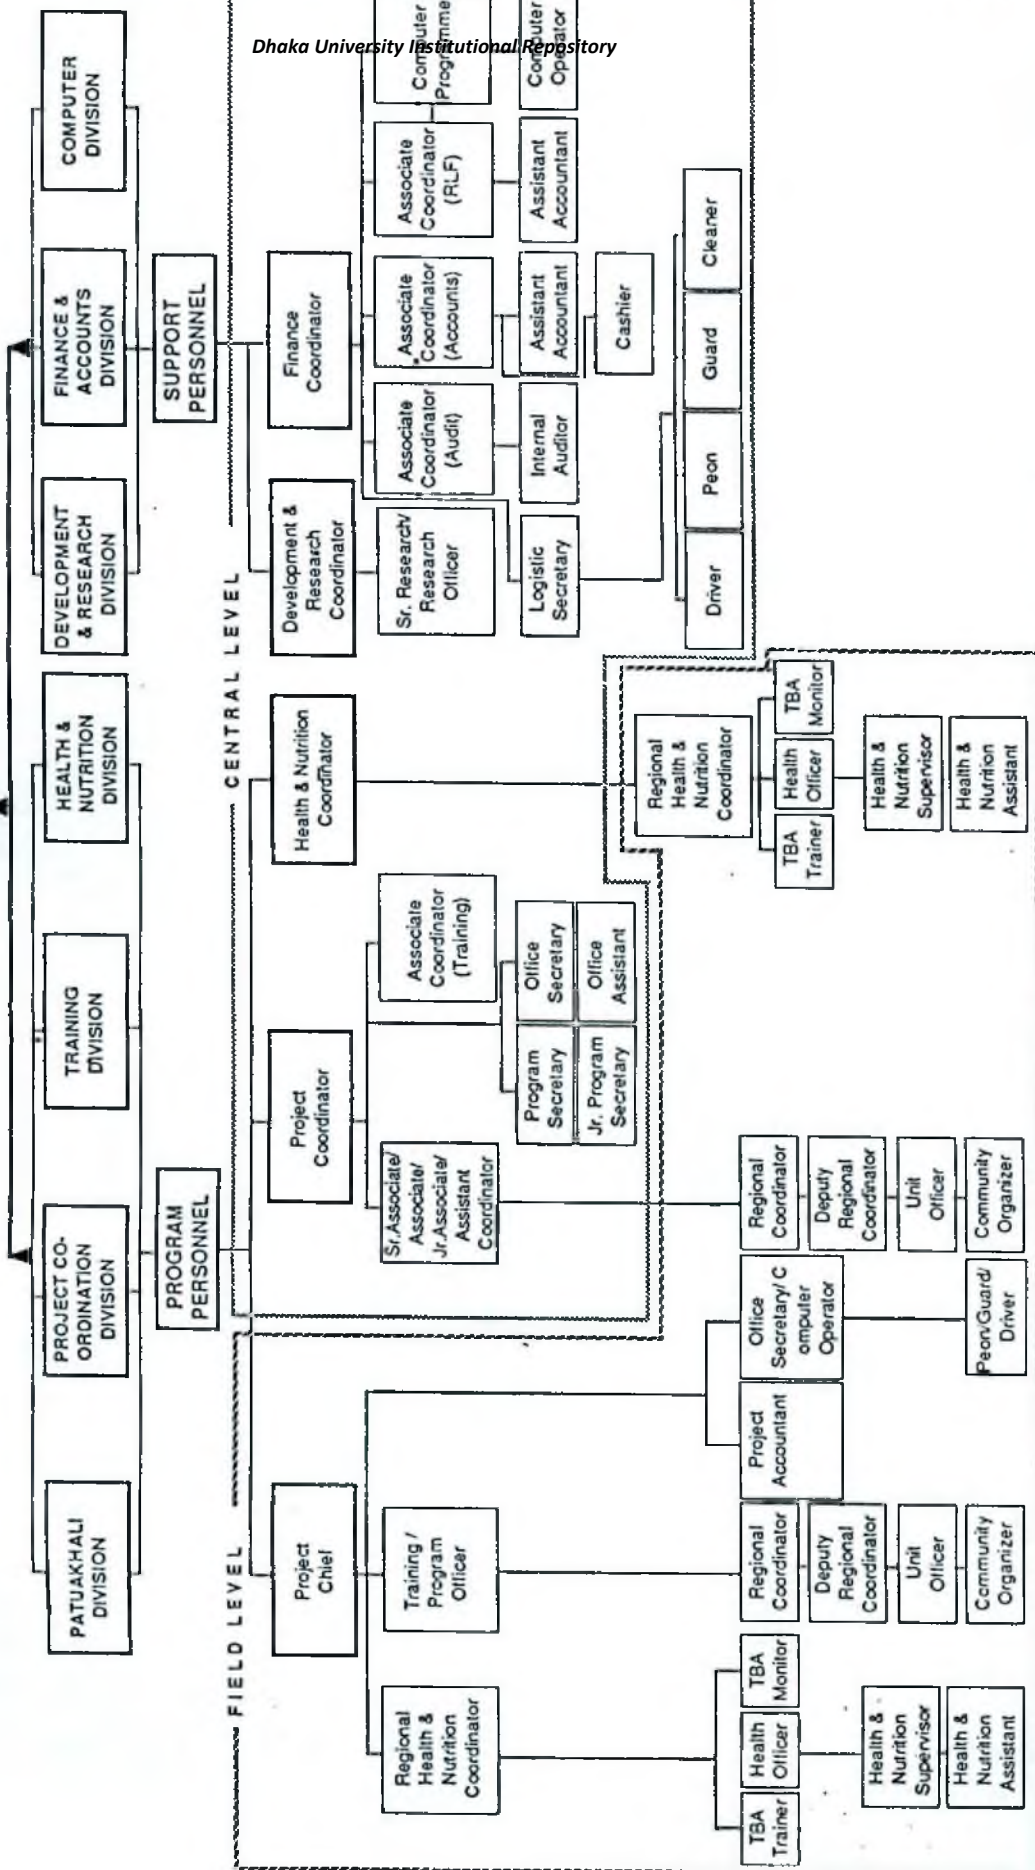 Dhaka University Institutional Repository
PATUAKHALI
DIVISION
PROJECT CO-
ORDINATION
DIVISION
TRAINING
DIVISION
HEALTH &
NUTRITION
DIVISION
DEVELOPMENT
& RESEARCH
DIVISION
FINANCE &
ACCOUNTS
DIVISION
COMPUTER
DIVISION
PROGRAM
PERSONNEL
SUPPORT
PERSONNEL
FIELD LEVEL
CENTRAL LEVEL
Project
Chief
Project
Coordinator
Health & Nutrition
Coordinator
Development &
Research
Coordinator
Finance
Coordinator
Regional
Health &
Nutrition
Coordinator
Training /
Program
Officer
Sr.Associate/
Associate/
Jr.Associate/
Assistant
Coordinator
Associate
Coordinator
(Training)
Sr. Research/
Research
Officer
Associate
Coordinator
(Audit)
Associate
Coordinator
(Accounts)
Associate
Coordinator
(RLF)
Computer
Programme
Program
Secretary
Office
Secretary
Jr. Program
Secretary
Office
Assistant
Logistic
Secretary
Internal
Auditor
Assistant
Accountant
Assistant
Accountant
Computer
Operator
Cashier
Driver
Peon
Guard
Cleaner
Regional
Health &
Nutrition
Coordinator
TBA
Trainer
Health
Officer
TBA
Monitor
Health &
Nutrition
Supervisor
Health &
Nutrition
Assistant
TBA
Trainer
Health
Officer
TBA
Monitor
Health &
Nutrition
Supervisor
Health &
Nutrition
Assistant
Regional
Coordinator
Deputy
Regional
Coordinator
Unit
Officer
Community
Organizer
Project
Accountant
Office
Secretary/ C
omputer
Operator
Peon/Guard/
Driver
Regional
Coordinator
Deputy
Regional
Coordinator
Unit
Officer
Community
Organizer